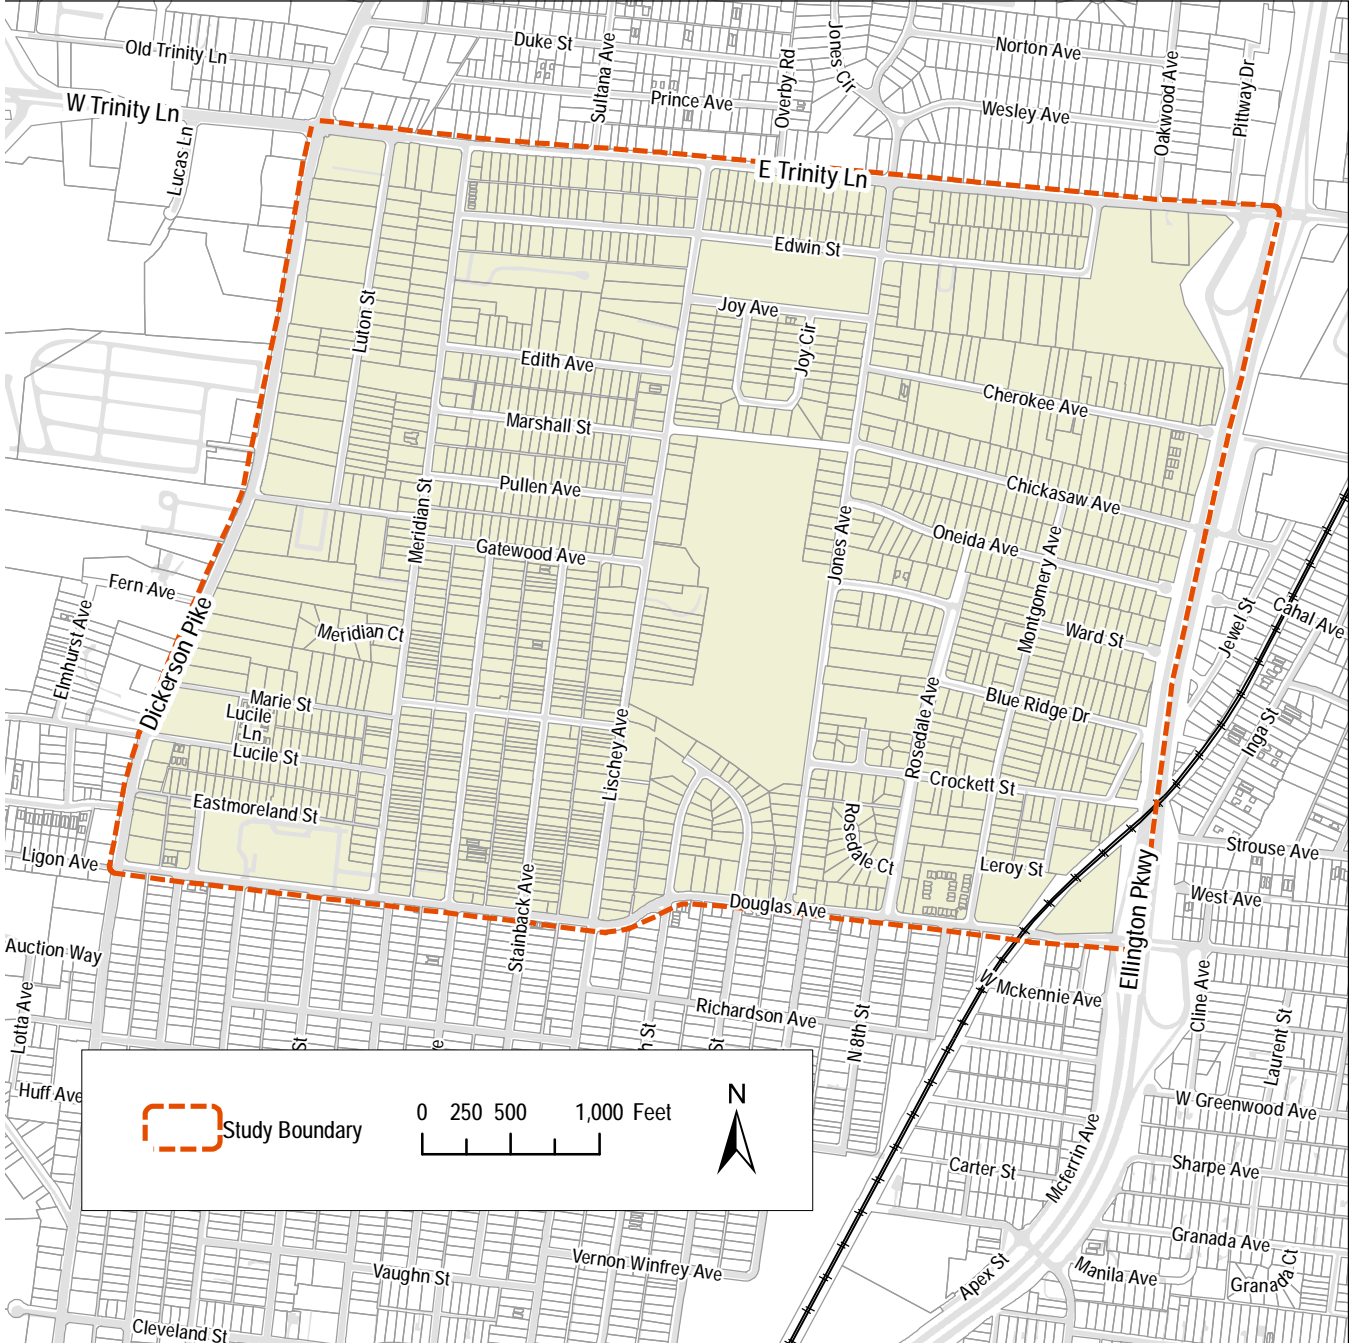 Old Trinity Ln
Duke St
Sultana Ave
Overby Rd
Jones Cir
Norton Ave
Oakwood Ave
Pittway Dr
W Trinity Ln
Prince Ave
Wesley Ave
Lucas Ln
E Trinity Ln
Edwin St
Luton St
Joy Ave
Joy Cir
Edith Ave
Cherokee Ave
Marshall St
Pullen Ave
Chickasaw Ave
Meridian St
Gatewood Ave
Jones Ave
Oneida Ave
Montgomery Ave
Fern Ave
Elmhurst Ave
Dickerson Pike
Meridian Ct
Ward St
Jewel St
Cahal Ave
Marie St
Lucile
Ln
Lucile St
Lischey Ave
Rosedale Ave
Blue Ridge Dr
Inga St
Eastmoreland St
Crockett St
Rosedale Ct
Leroy St
Ligon Ave
Strouse Ave
Stainback Ave
Douglas Ave
Ellington Pkwy
West Ave
Auction Way
Lotta Ave
W Mckennie Ave
Cline Ave
Richardson Ave
N 8th St
Laurent St
St
ve
h St
St
Huff Ave
W Greenwood Ave
Study Boundary
0 250 500 1,000 Feet
N
Mcferrin Ave
Carter St
Sharpe Ave
Granada Ave
Vernon Winfrey Ave
Vaughn St
Apex St
Manila Ave
Granada Ct
Cleveland St